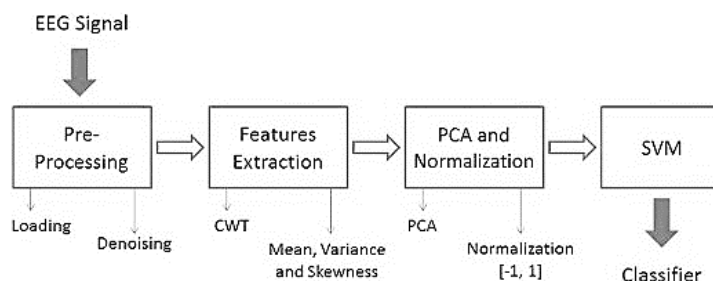 EEG Signal
Pre-
Processing
Features
Extraction
PCA and
Normalization
SVM
Loading
Denoising
CWT
Mean, Variance
and Skewness
PCA
Normalization
[-1, 1]
Classifier